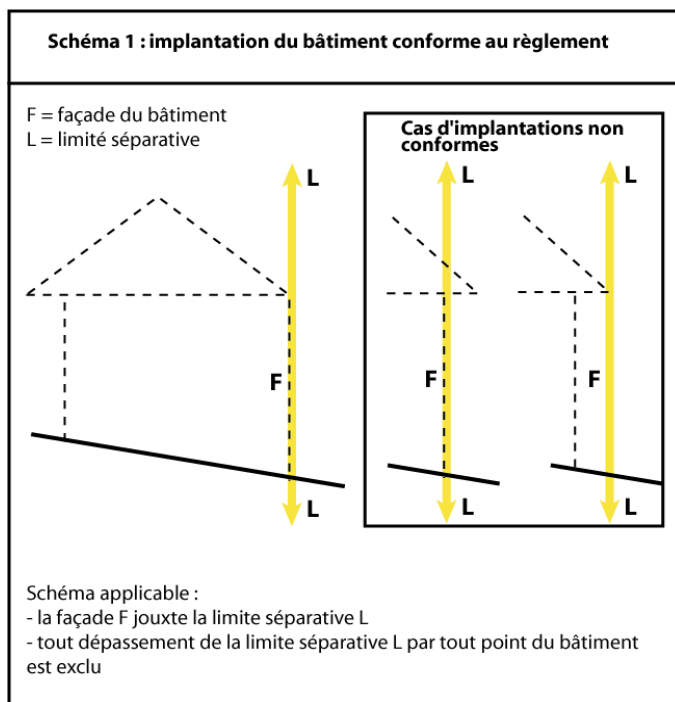 Schéma 1 : implantation du bâtiment conforme au règlement
F = façade du bâtiment
L = limité séparative
Cas d'implantations non
conformes
L
L
L
F
F
F
L
L
L
Schéma applicable :
- la façade F jouxte la limite séparative L
- tout dépassement de la limite séparative L par tout point du bâtiment
est exclu